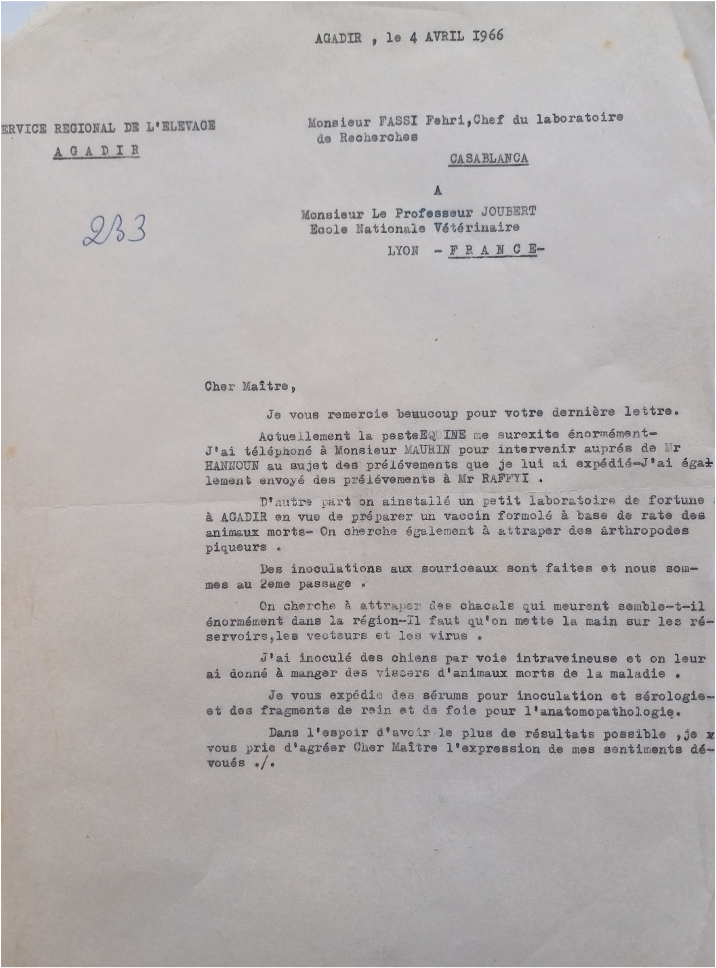 AGADIR , le 4 AVRIL 1966
ERVICE REGIONAL DE L'ELEVAGE
A G A D I R
Monsieur FASSI Fehri,Chef du laboratoire
de Recherches
CASABLANCA
A
233
Monsieur Le Professeur JOUBERT
Ecole Nationale Vétérinaire
LYON - F R A N C E-
Cher Maître,
Je vous remercie beaucoup pour votre dernière lettre.
Actuellement la pesteEQUINE me surexite énormément-
J'ai téléphoné à Monsieur MAURIN pour intervenir auprés de Mr
HANNOUN au sujet des prélévements que je lui ai expédié-J'ai égal
lement envoyé des prélévements à Mr RAFFYI .
D'autre part on ainstallé un petit laboratoire de fortune
à AGADIR en vue de préparer un vaccin formolé à base de rate des
animaux morts- On cherche également à attraper des árthropodes
piqueurs .
Des inoculations aux souriceaux sont faites et nous som-
mes au 2eme passage .
On cherche à attraper des chacals qui meurent semble-t-il
énormément dans la région-Il faut qu'on mette la main sur les ré-
servoirs,les vecteurs et les virus .
J'ai inoculé des chiens par voie intraveineuse et on leur
ai donné à manger des viscers d'animaux morts de la maladie .
Je vous expédie des sérums pour inoculation et sérologie-
et des fragments de rein et de foie pour l'anatomopathologie.
Dans l'espoir d'avoir le plus de résultats possible ,je
vous prie d'agréer Cher Maître l'expression de mes sentiments dé-
voués ./.